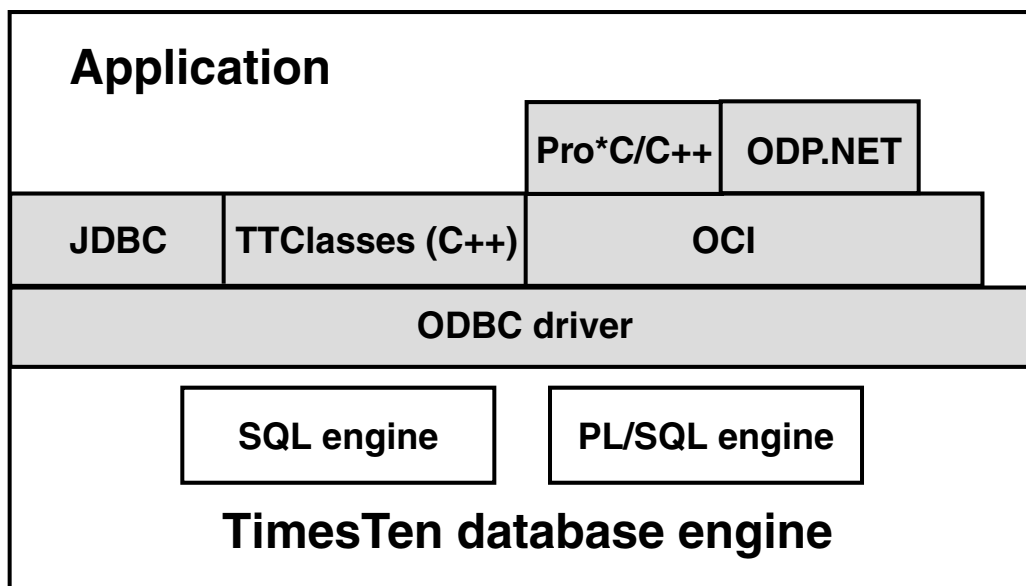 Application
Pro*C/C++
ODP.NET
JDBC
TTClasses (C++)
OCI
ODBC driver
SQL engine
PL/SQL engine
TimesTen database engine